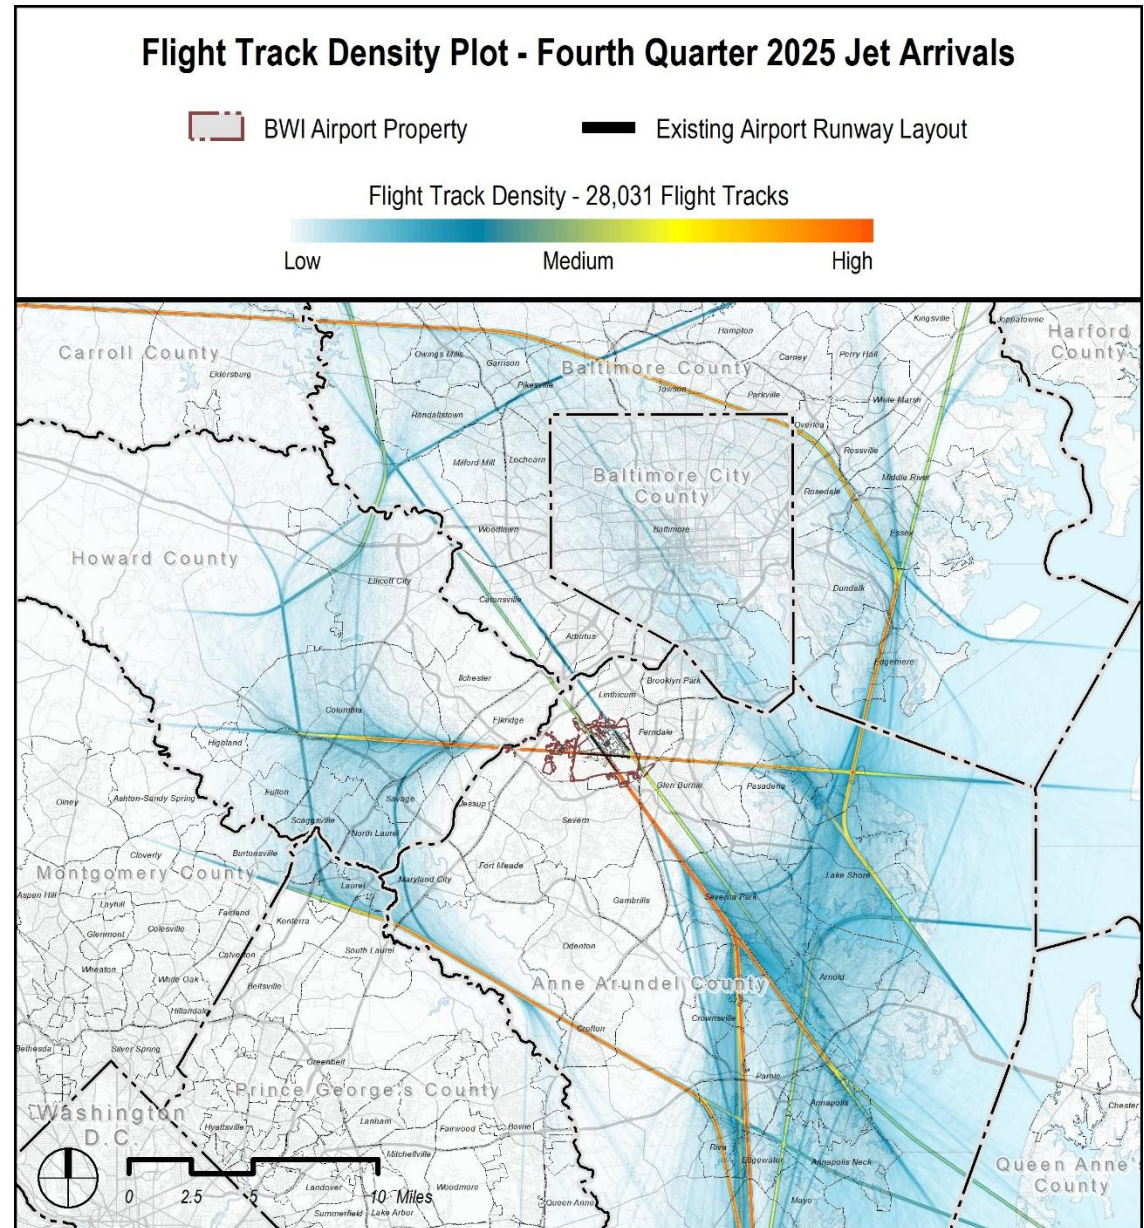 Flight Track Density Plot - Fourth Quarter 2025 Jet Arrivals
BWI Airport Property
Existing Airport Runway Layout
Flight Track Density - 28,031 Flight Tracks
Low
Medium
High
Kingsville
Joppatowne
Hampton
Harford
County
Carroll County
Owings Mills
Garrison
Carney
Perry Hall
Eldersburg
Baltimore County
Pikesville
Towson
Parkville
White Marsh
Randallstown
Overlea
Rossville
Milford Mill
Lochearn
Baltimore City
County
Middle River
Rosedale
Woodlawn
Baltimore
Essex
Howard County
Ellicott City
Dundalk
Catonsville
Arbutus
Edgemere
Ilchester
Brooklyn Park
Linthicum
Columbia
Elkridge
Ferndale
Highland
Glen Burnie
Pasadena
Fulton
Olney
Ashton-Sandy Spring
Savage
Jessup
Scaggsville
Severn
North Laurel
Cloverly
Burtonsville
Fort Meade
Montgomery County
Laurel
Maryland City
Lake Shore
Aspen Hill
Layhill
Fairland
Konterra
Gambrills
Severna Park
Glenmont
Colesville
Calverton
South Laurel
Odenton
Wheaton
White Oak
Beltsville
Anne Arundel County
Arnold
Hillandale
Crownsville
Crofton
Bethesda
Silver Spring
Greenbelt
Parole
Prince George's County
Annapolis
Chester
Washington
D.C.
Hyattsville
Lanham
Fairwood
Bowie
Riva
Mitchellville
Edgewater
Annapolis Neck
Queen Anne's
County
Landover
Woodmore
Queen Anne
Mayo
Summerfield
Lake Arbor
0
2.5
5
10 Miles